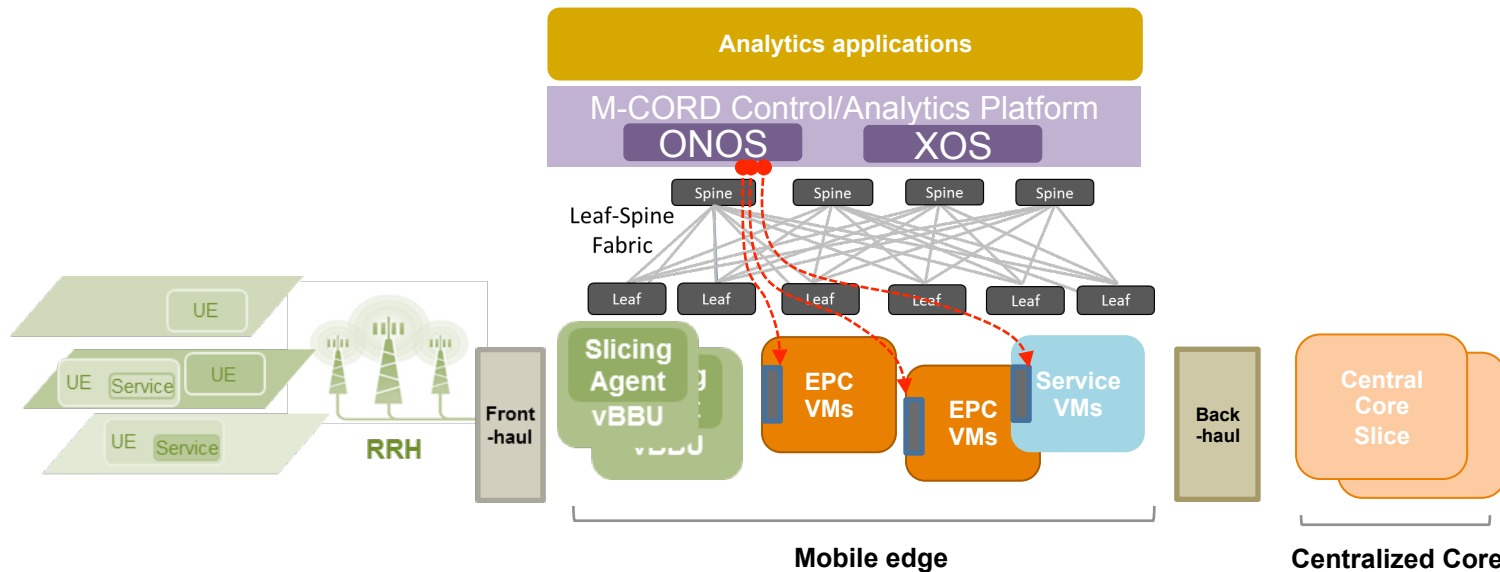 Analytics applications
M-CORD Control/Analytics Platform
ONOS
XOS
Spine
Spine
Spine
Spine
Leaf-Spine
Fabric
Leaf
Leaf
Leaf
Leaf
Leaf
Leaf
UE
UE
Service
UE
UE
Service
RRH
Front
-haul
Slicing
Agent
vBBU
vBBU
EPC
VMs
EPC
VMs
Service
VMs
Back
-haul
Central
Core
Slice
Mobile edge
Centralized Core